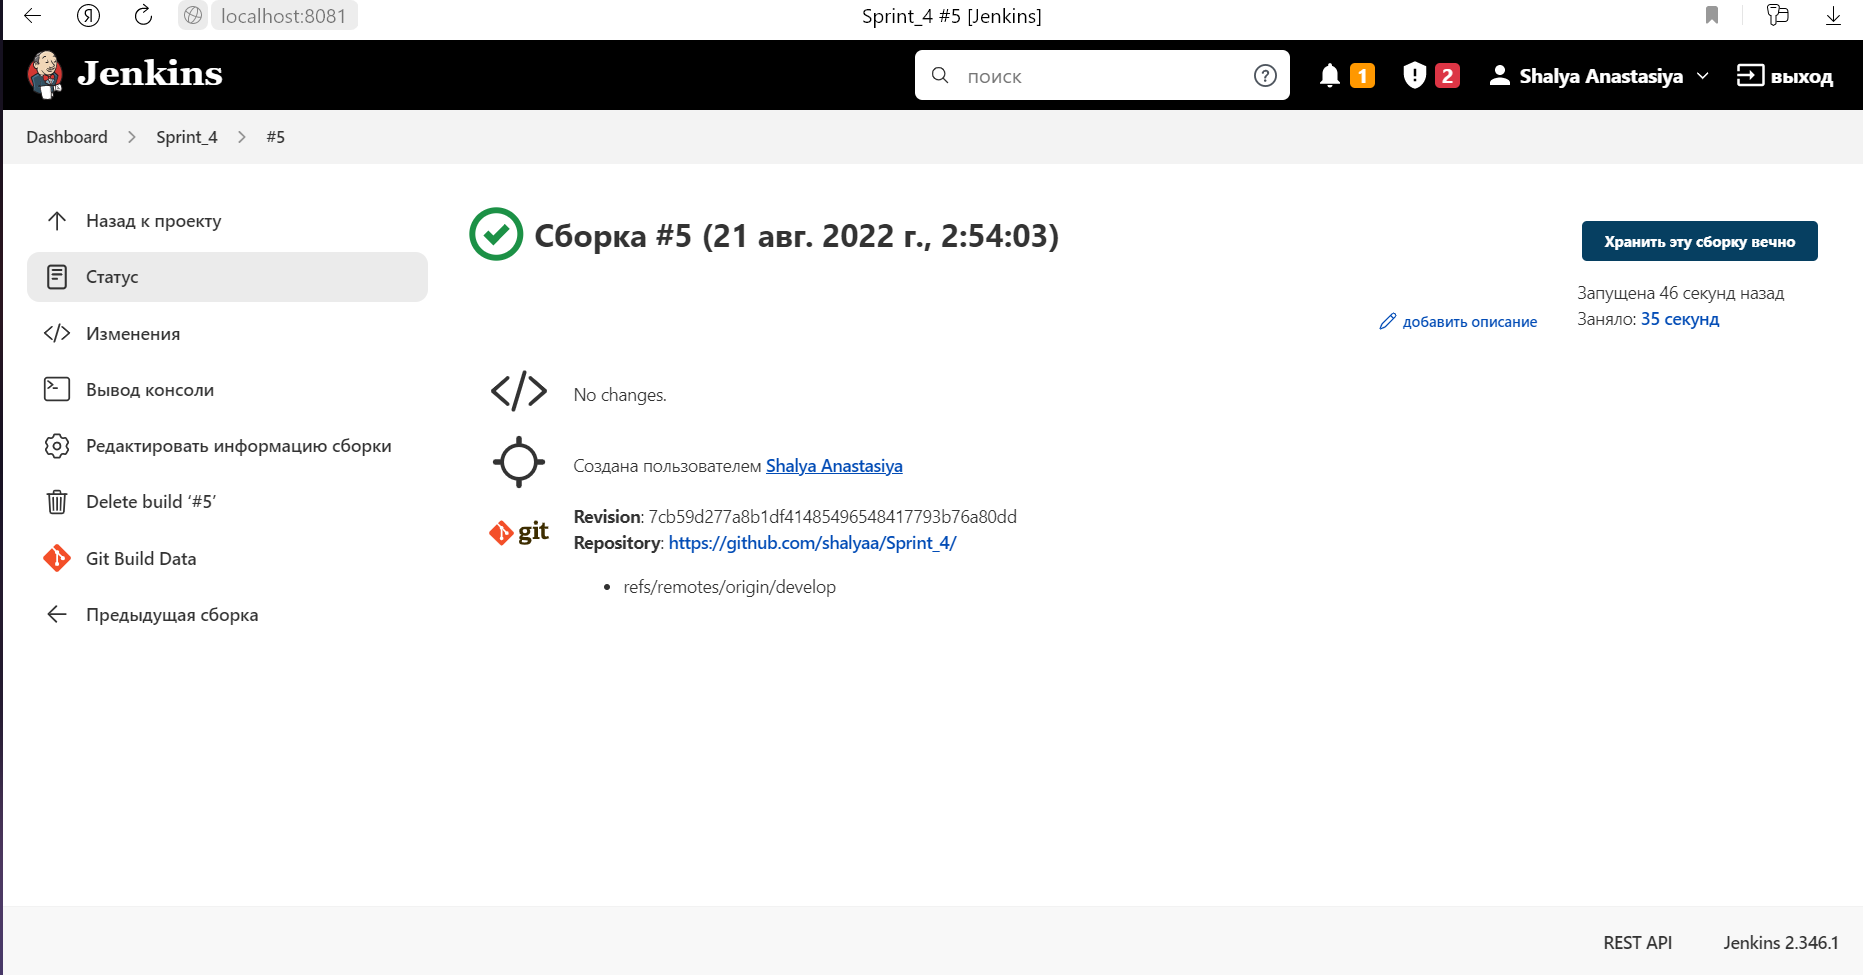 localhost:8081
Sprint_4 #5 [Jenkins]
Jenkins
поиск
1
2
Shalya Anastasiya
выход
Dashboard
Sprint_4
#5
Назад к проекту
Статус
Изменения
Вывод консоли
Редактировать информацию сборки
Delete build ‘#5’
Git Build Data
Предыдущая сборка
Сборка #5 (21 авг. 2022 г., 2:54:03)
Хранить эту сборку вечно
Запущена 46 секунд назад
Заняло: 35 секунд
добавить описание
No changes.
Создана пользователем Shalya Anastasiya
git
Revision: 7cb59d277a8b1df41485496548417793b76a80dd
Repository: https://github.com/shalyaa/Sprint_4/
• refs/remotes/origin/develop
REST API
Jenkins 2.346.1